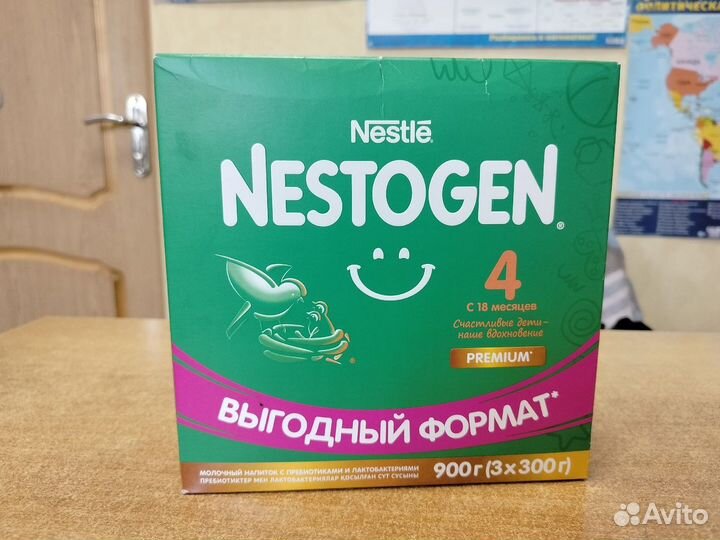 Nestlé
NESTOGEN
4
С 18 месяцев
Счастливые дети-
наше вдохновение
PREMIUM*
ВЫГОДНЫЙ ФОРМАТ*
МОЛОЧНЫЙ НАПИТОК С ПРЕБИОТИКАМИ И ЛАКТОБАКТЕРИЯМИ
ПРЕБИОТИКТЕР МЕН ЛАКТОБАКТЕРИЯЛАР ҚОСЫЛҒАН СҮТ СУСЫНЫ
900 г (3 x 300 г)
Avito